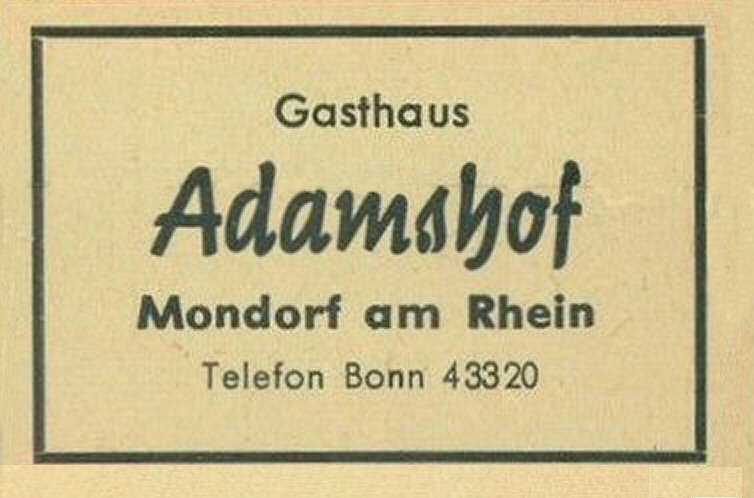 Gasthaus
Adamshof
Mondorf am Rhein
Telefon Bonn 43320